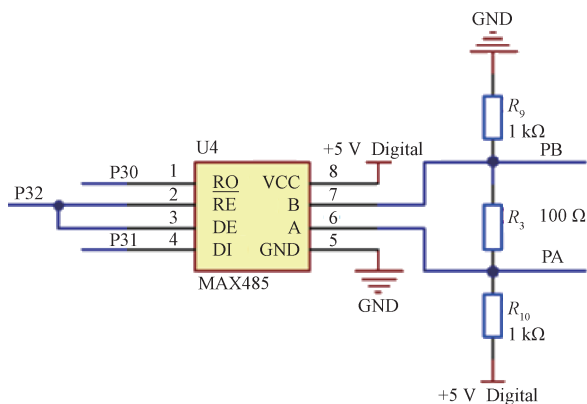 GND
R9
1 kΩ
U4
+5 V Digital
P30
1
RO
VCC
8
PB
P32
2
RE
B
7
R3 100 Ω
3
DE
A
6
P31
4
DI
GND
5
PA
MAX485
GND
R10
1 kΩ
+5 V Digital